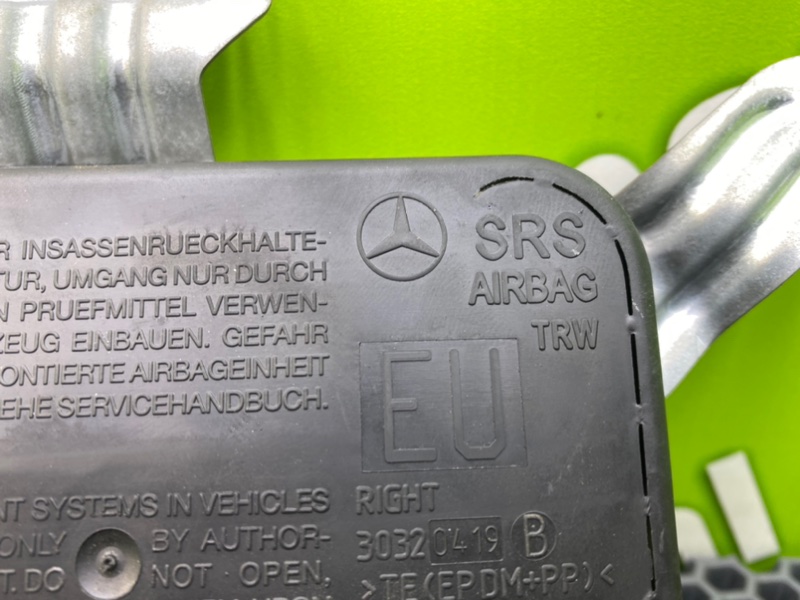 R INSASSENRUECKHALTE-
TUR, UMGANG NUR DURCH
N PRUEFMITTEL VERWEN-
ZEUG EINBAUEN. GEFAHR
ONTIERTE AIRBAGEINHEIT
EHE SERVICEHANDBUCH.
SRS
AIRBAG
TRW
EU
NT SYSTEMS IN VEHICLES
ONLY BY AUTHOR-
T. DO NOT OPEN,
RIGHT
3032 0419 B
>TE(EPDM+PP)<